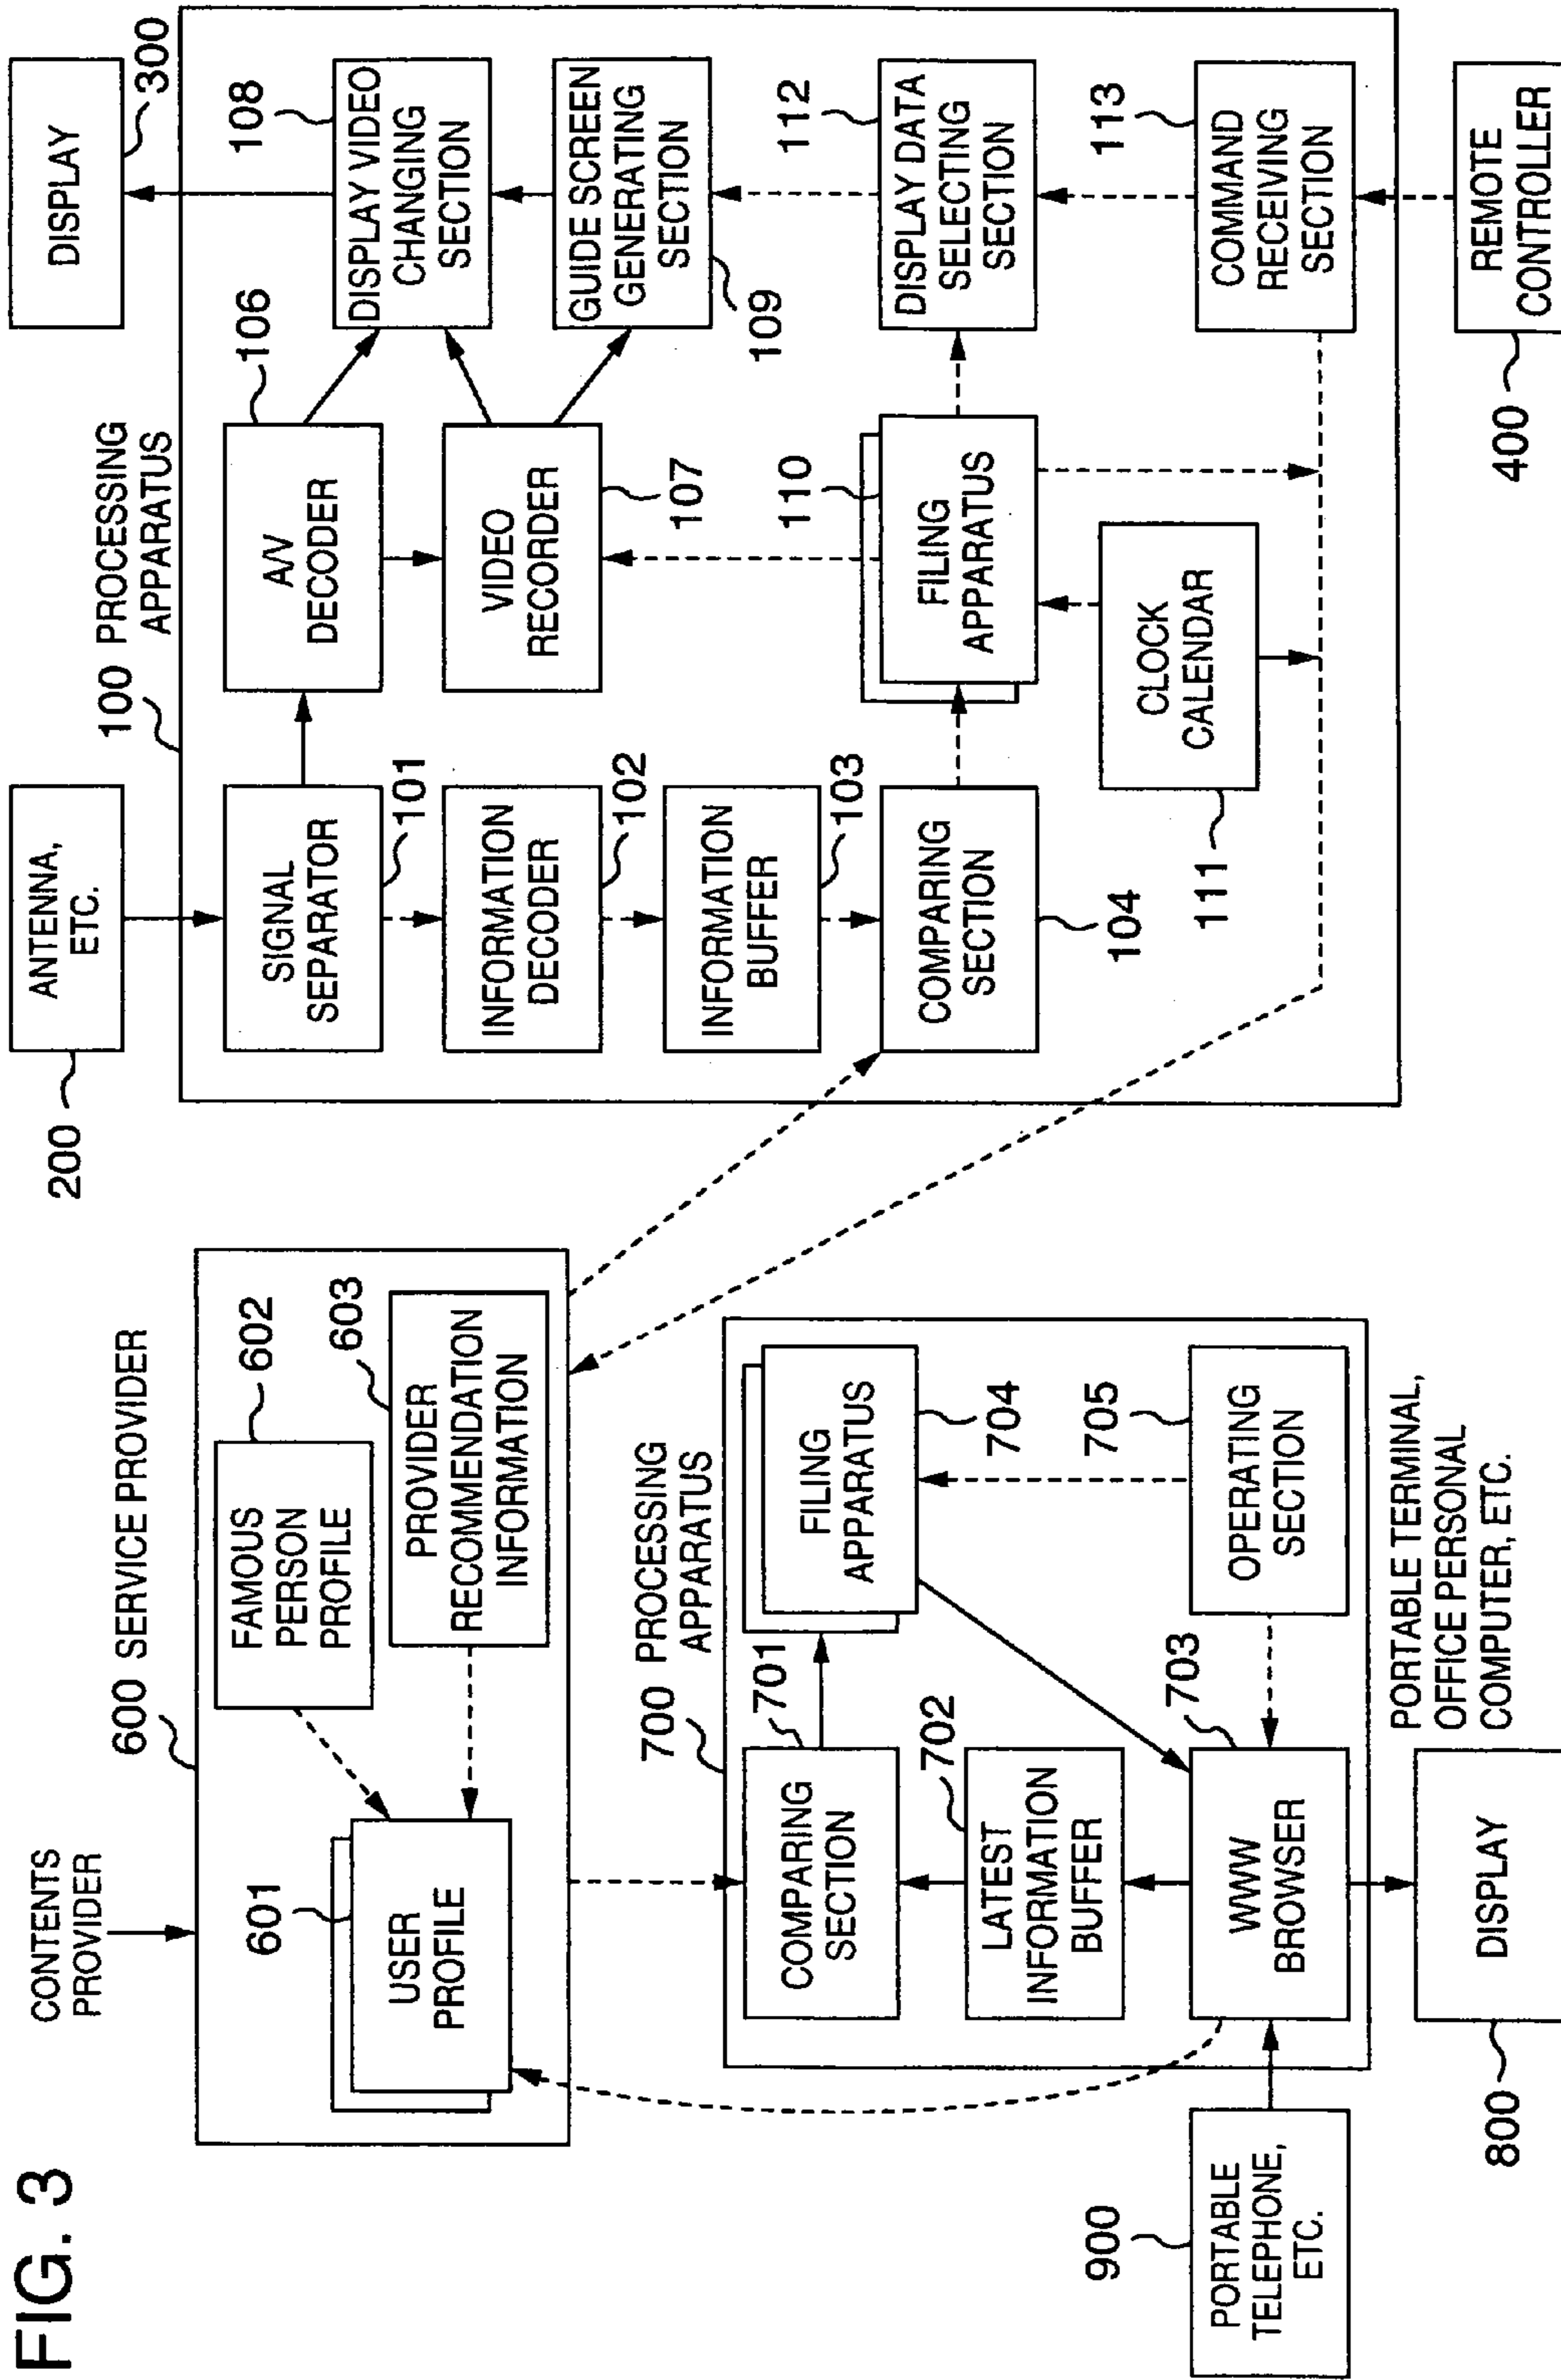 FIG. 3
CONTENTS
PROVIDER
600 SERVICE PROVIDER
601
USER
PROFILE
FAMOUS
PERSON
PROFILE
602
603
PROVIDER
RECOMMENDATION
INFORMATION
700 PROCESSING
APPARATUS
COMPARING
SECTION
701
702
LATEST
INFORMATION
BUFFER
703
WWW
BROWSER
FILING
APPARATUS
704
705
OPERATING
SECTION
PORTABLE TERMINAL,
OFFICE PERSONAL
COMPUTER, ETC.
900
PORTABLE
TELEPHONE,
ETC.
DISPLAY
800
ANTENNA,
ETC.
200
100 PROCESSING
APPARATUS
SIGNAL
SEPARATOR
101
INFORMATION
DECODER
102
INFORMATION
BUFFER
103
COMPARING
SECTION
104
A/V
DECODER
106
VIDEO
RECORDER
107
110
FILING
APPARATUS
CLOCK
CALENDAR
111
DISPLAY
300
108
DISPLAY VIDEO
CHANGING
SECTION
GUIDE SCREEN
GENERATING
SECTION
109
112
DISPLAY DATA
SELECTING
SECTION
113
COMMAND
RECEIVING
SECTION
REMOTE
CONTROLLER
400